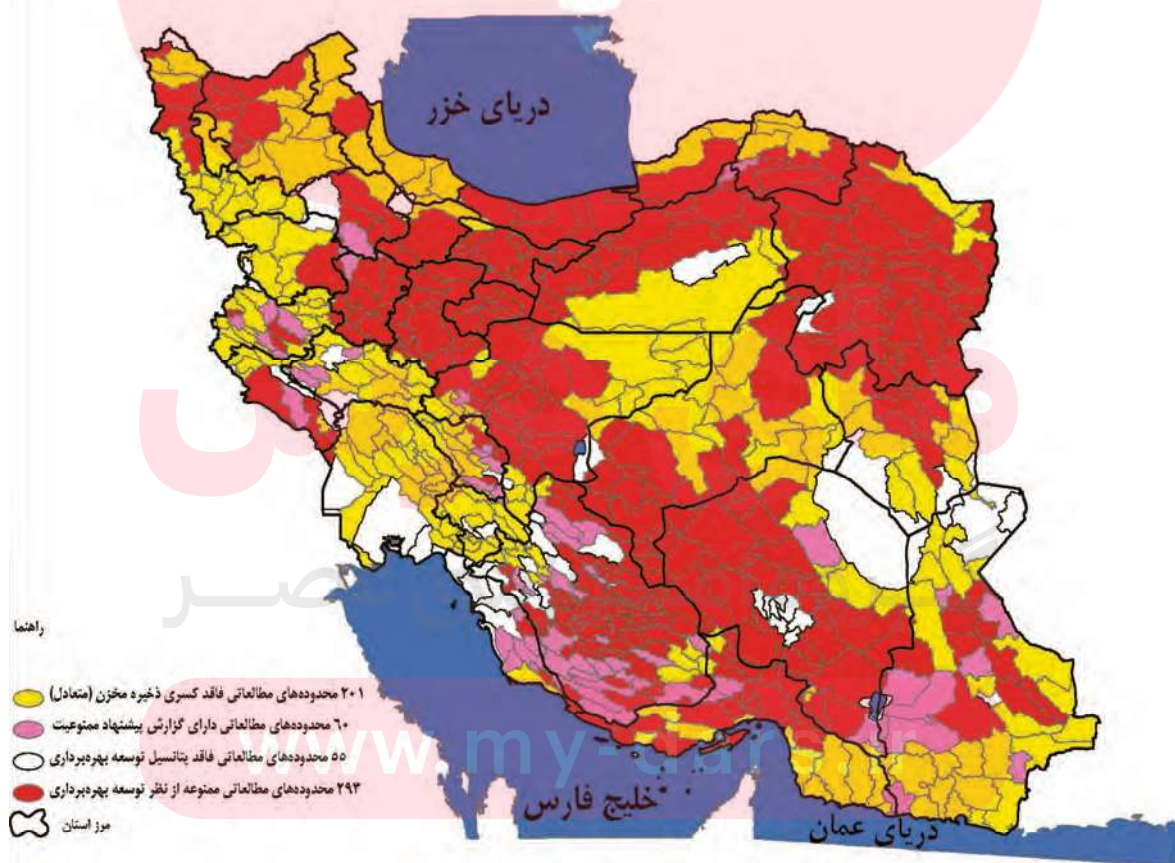 دریای خزر
راهنما
۲۰۱ محدوده‌های مطالعاتی فاقد کسری ذخیره مخزن (متعادل)
۶۰ محدوده‌های مطالعاتی دارای گزارش پیشنهاد ممنوعیت
۵۵ محدوده‌های مطالعاتی فاقد پتانسیل توسعه بهره‌برداری
۲۹۳ محدوده‌های مطالعاتی ممنوعه از نظر توسعه بهره‌برداری
مرز استان
خلیج فارس
دریای عمان
www.my-dars.ir